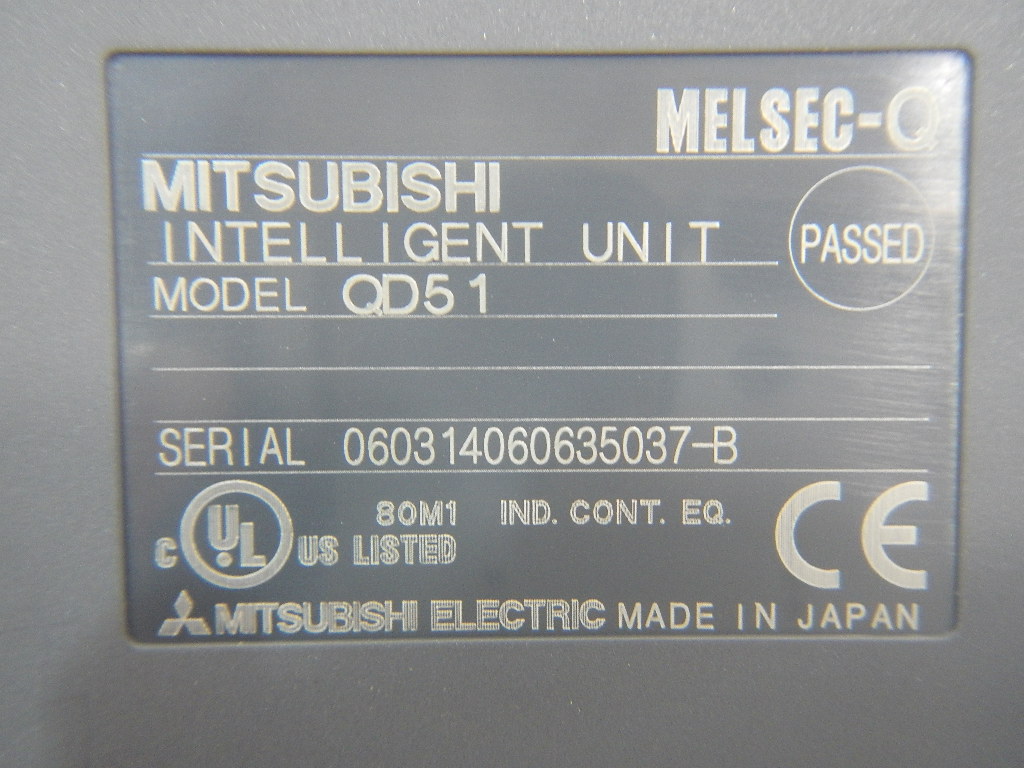 MELSEC-Q
MITSUBISHI
INTELLIGENT UNIT
PASSED
MODEL QD51
SERIAL 060314060635037-B
80M1 IND. CONT. EQ.
C UL US LISTED
CE
MITSUBISHI ELECTRIC MADE IN JAPAN